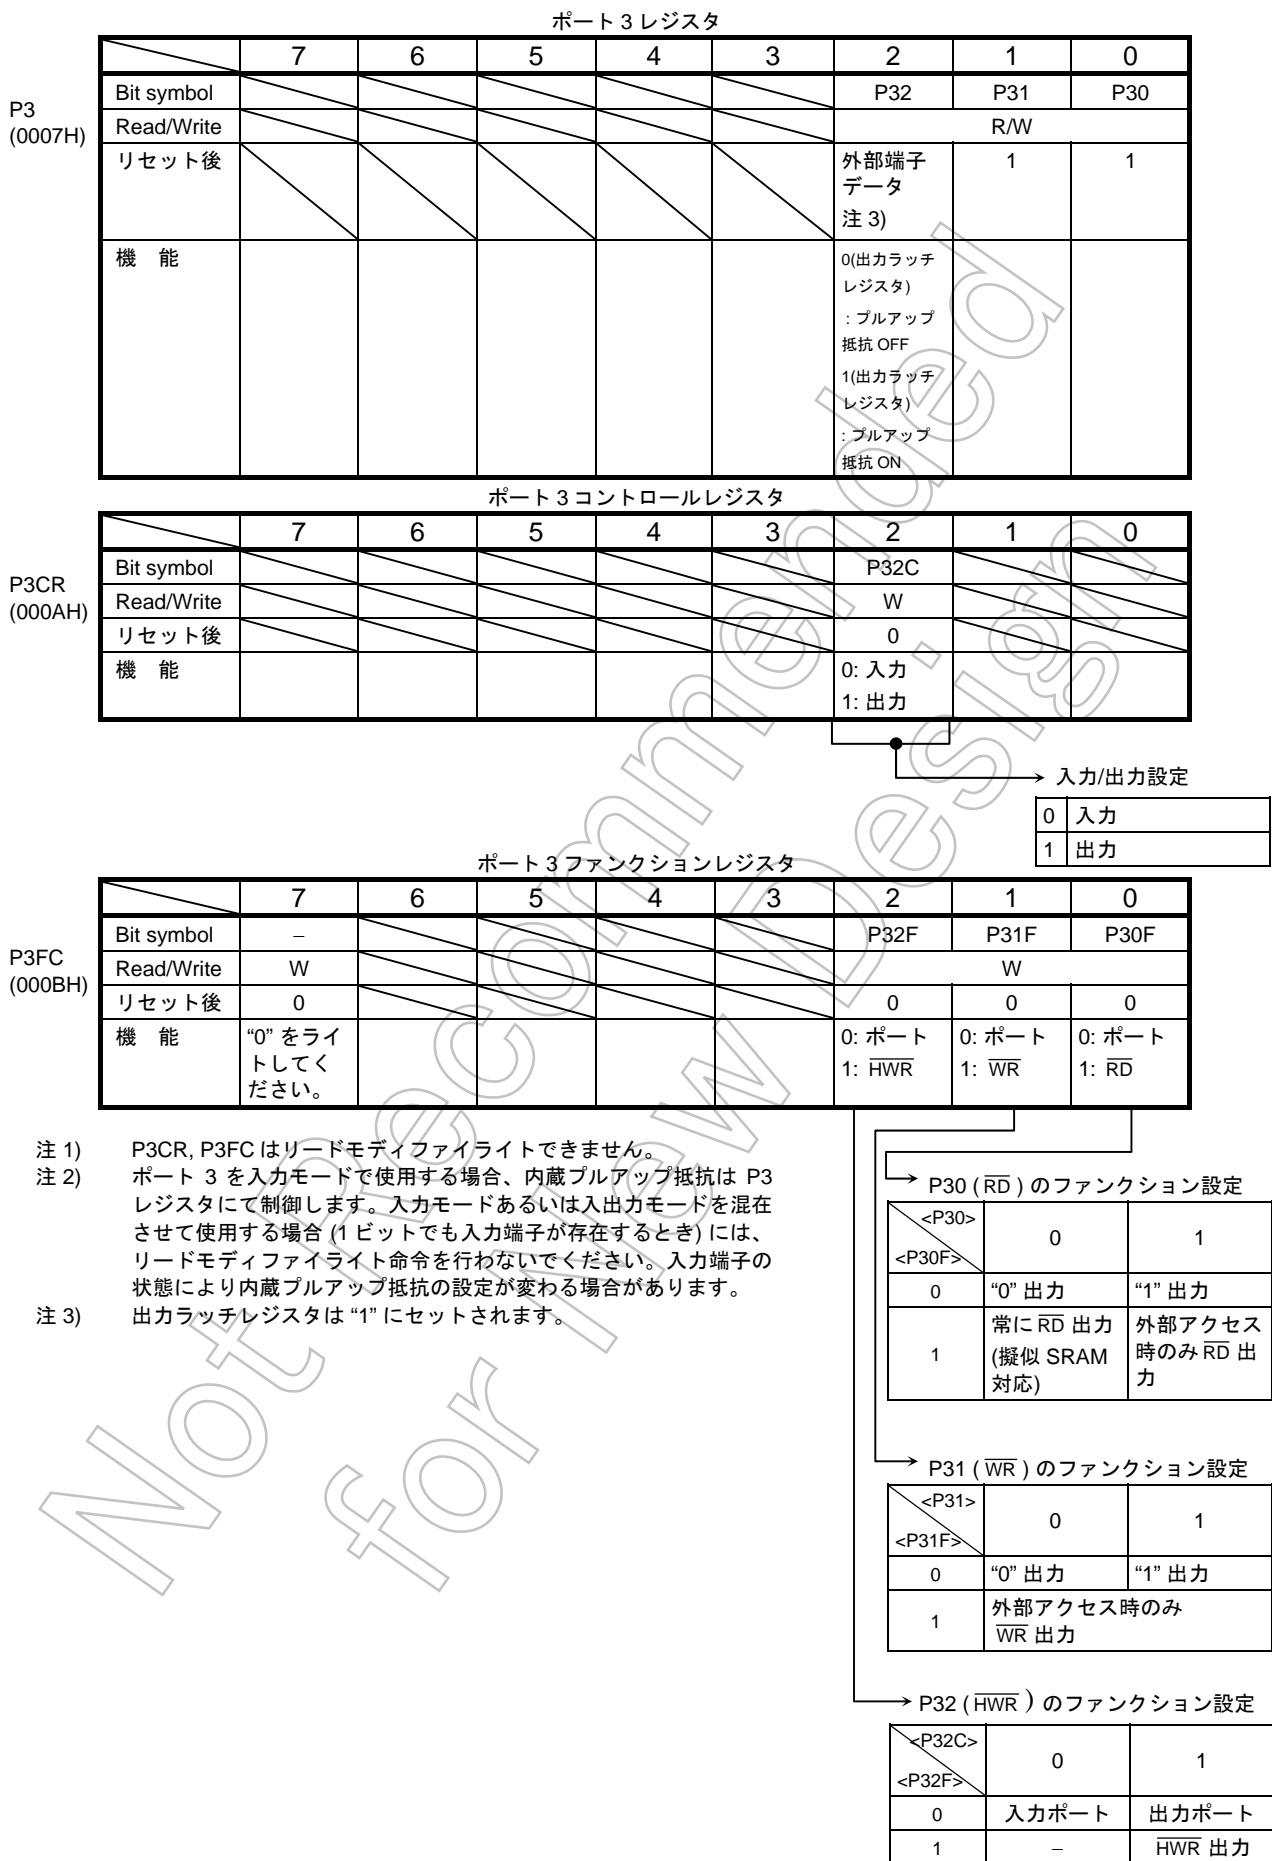 ポート 3 レジスタ
7 6 5 4 3 2 1 0
P3
(0007H)
Bit symbol P32 P31 P30
Read/Write R/W
リセット後 外部端子 1 1
データ
注 3)
機 能 0(出力ラッチ
レジスタ)
: プルアップ
抵抗 OFF
1(出力ラッチ
レジスタ)
: プルアップ
抵抗 ON
ポート 3 コントロールレジスタ
7 6 5 4 3 2 1 0
P3CR
(000AH)
Bit symbol P32C
Read/Write W
リセット後 0
機 能 0: 入力
1: 出力
入力/出力設定
0 入力
1 出力
ポート 3 ファンクションレジスタ
7 6 5 4 3 2 1 0
P3FC
(000BH)
Bit symbol – P32F P31F P30F
Read/Write W W
リセット後 0 0 0 0
機 能 “0” をライ 0: ポート 0: ポート 0: ポート
トしてく 1: HWR 1: WR 1: RD
ださい。
注 1) P3CR, P3FC はリードモディファイライトできません。
注 2) ポート 3 を入力モードで使用する場合、内蔵プルアップ抵抗は P3
レジスタにて制御します。入力モードあるいは入出力モードを混在
させて使用する場合 (1 ビットでも入力端子が存在するとき) には、
リードモディファイライト命令を行わないでください。入力端子の
状態により内蔵プルアップ抵抗の設定が変わる場合があります。
注 3) 出力ラッチレジスタは “1” にセットされます。
P30 ( RD ) のファンクション設定
<P30> 0 1
<P30F>
0 “0” 出力 “1” 出力
1 常に RD 出力 外部アクセス
(擬似 SRAM 時のみ RD 出
対応) 力
P31 ( WR ) のファンクション設定
<P31> 0 1
<P31F>
0 “0” 出力 “1” 出力
1 外部アクセス時のみ
WR 出力
P32 ( HWR ) のファンクション設定
<P32C> 0 1
<P32F>
0 入力ポート 出力ポート
1 – HWR 出力
Not Recommended
for New Design